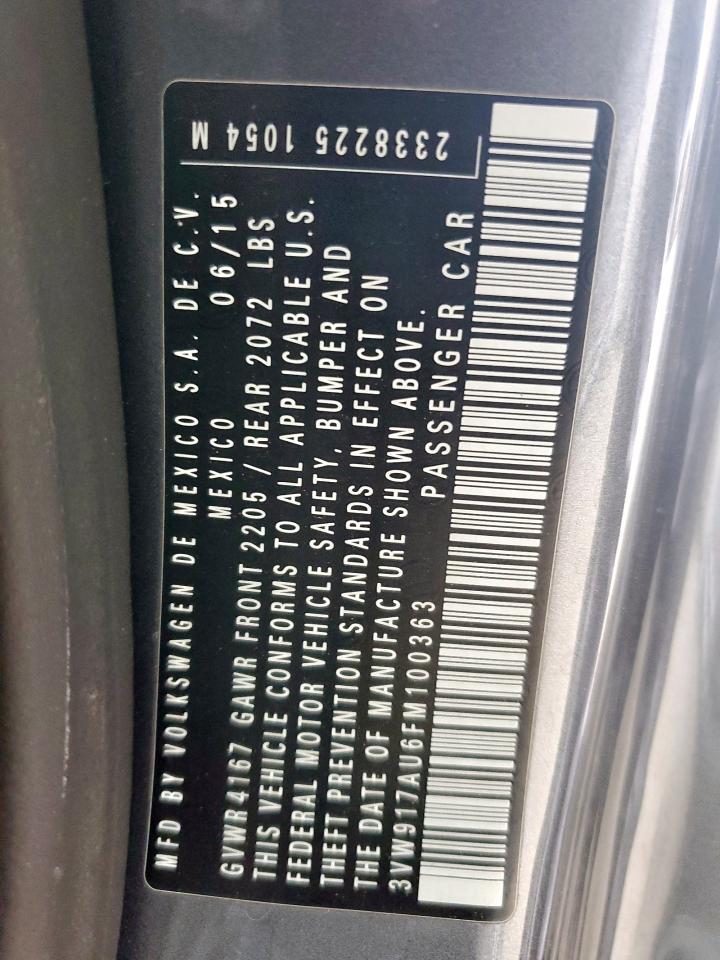 MFD BY VOLKSWAGEN DE MEXICO S.A. DE C.V.
MEXICO 06/15
GVWR 4167 GAWR FRONT 2205 / REAR 2072 LBS
THIS VEHICLE CONFORMS TO ALL APPLICABLE U.S.
FEDERAL MOTOR VEHICLE SAFETY, BUMPER AND
THEFT PREVENTION STANDARDS IN EFFECT ON
THE DATE OF MANUFACTURE SHOWN ABOVE.
3VW917AU6FM100363 PASSENGER CAR
2338225 1054 M